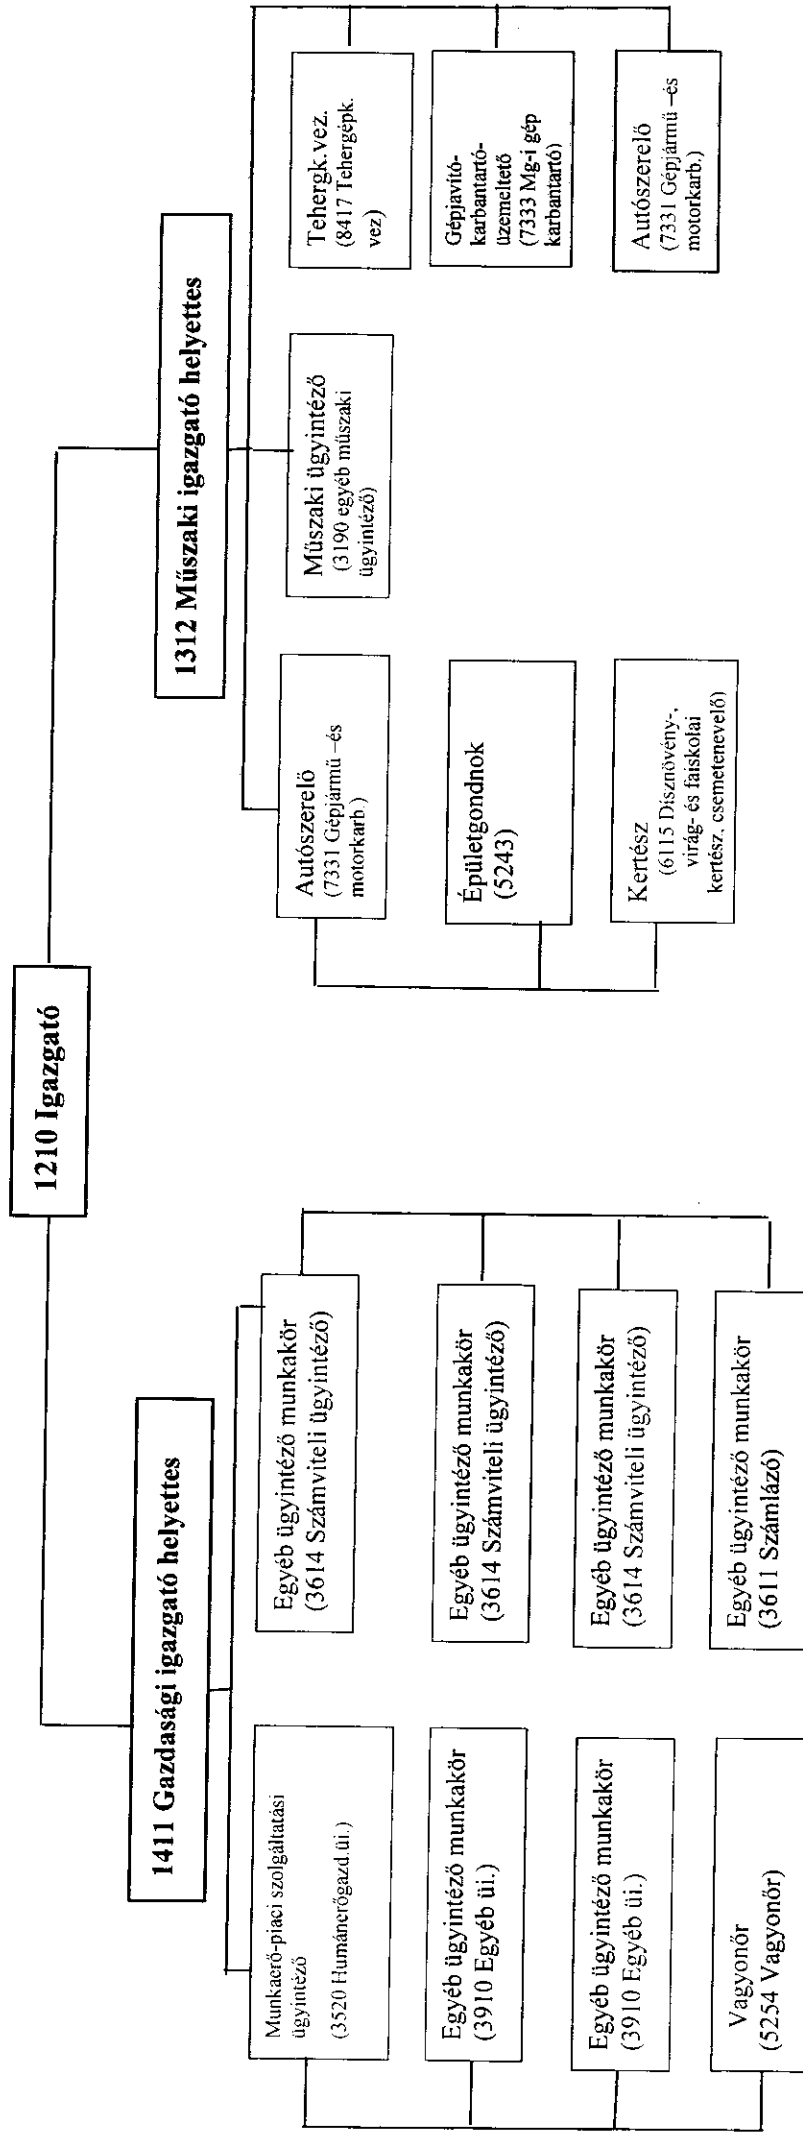 1210 Igazgató
1411 Gazdasági igazgató helyettes
1312 Műszaki igazgató helyettes
Munkaerő-piaci szolgáltatási
ügyintéző
(3520 Humánerőgazd.üi.)
Egyéb ügyintéző munkakör
(3910 Egyéb üi.)
Egyéb ügyintéző munkakör
(3910 Egyéb üi.)
Vagyonőr
(5254 Vagyonőr)
Egyéb ügyintéző munkakör
(3614 Számviteli ügyintéző)
Egyéb ügyintéző munkakör
(3614 Számviteli ügyintéző)
Egyéb ügyintéző munkakör
(3614 Számviteli ügyintéző)
Egyéb ügyintéző munkakör
(3611 Számlázó)
Autószerelő
(7331 Gépjármű –és
motorkarb.)
Épületgondnok
(5243)
Kertész
(6115 Dísznövény-,
virág- és faiskolai
kertész, csemetenevelő)
Műszaki ügyintéző
(3190 egyéb műszaki
ügyintéző)
Tehergk.vez.
(8417 Tehergépk.
vez)
Gépjavító-
karbantartó-
üzemeltető
(7333 Mg-i gép
karbantartó)
Autószerelő
(7331 Gépjármű –és
motorkarb.)